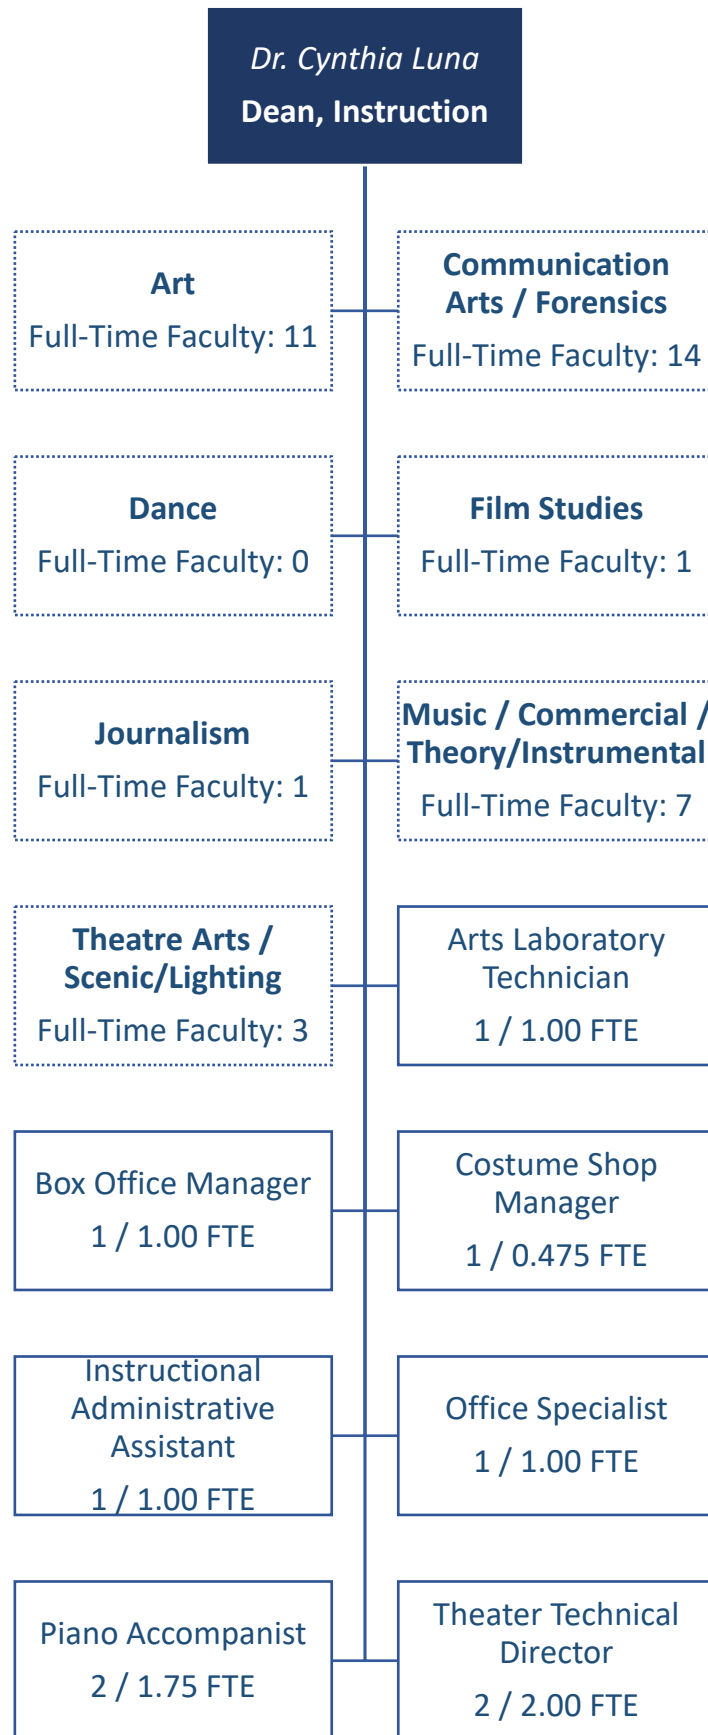 Dr. Cynthia Luna
Dean, Instruction
Art
Full-Time Faculty: 11
Communication
Arts / Forensics
Full-Time Faculty: 14
Dance
Full-Time Faculty: 0
Film Studies
Full-Time Faculty: 1
Journalism
Full-Time Faculty: 1
Music / Commercial /
Theory/Instrumental
Full-Time Faculty: 7
Theatre Arts /
Scenic/Lighting
Full-Time Faculty: 3
Arts Laboratory
Technician
1 / 1.00 FTE
Box Office Manager
1 / 1.00 FTE
Costume Shop
Manager
1 / 0.475 FTE
Instructional
Administrative
Assistant
1 / 1.00 FTE
Office Specialist
1 / 1.00 FTE
Piano Accompanist
2 / 1.75 FTE
Theater Technical
Director
2 / 2.00 FTE